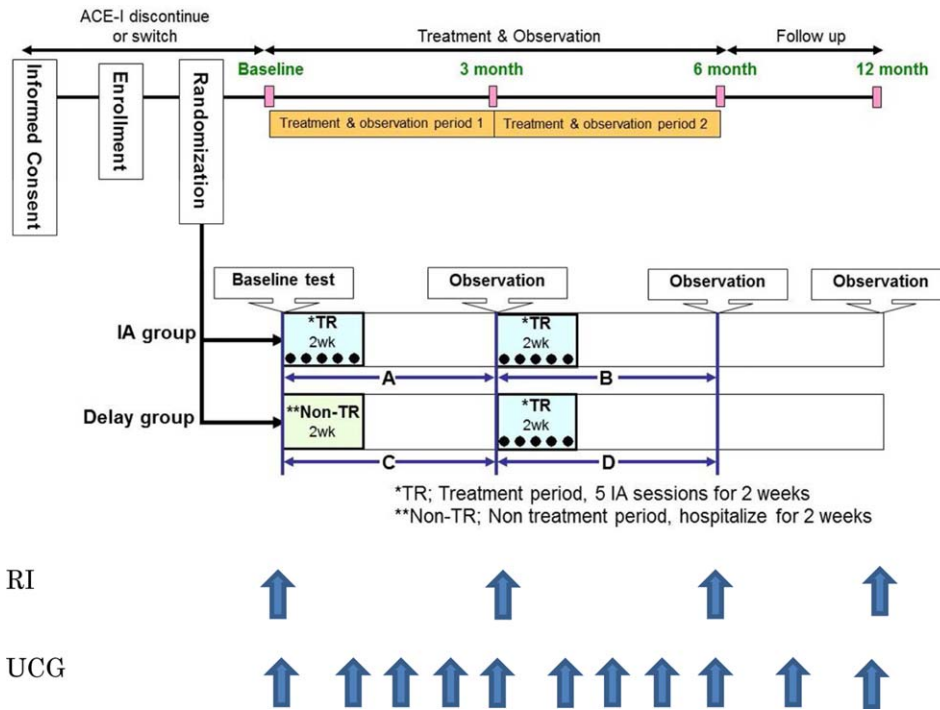 ACE-I discontinue
or switch
Treatment & Observation
Follow up
Baseline
3 month
6 month
12 month
Informed Consent
Enrollment
Randomization
Treatment & observation period 1
Treatment & observation period 2
Baseline test
Observation
Observation
Observation
IA group
*TR
2wk
*TR
2wk
A
B
Delay group
**Non-TR
2wk
*TR
2wk
C
D
*TR; Treatment period, 5 IA sessions for 2 weeks
**Non-TR; Non treatment period, hospitalize for 2 weeks
RI
UCG